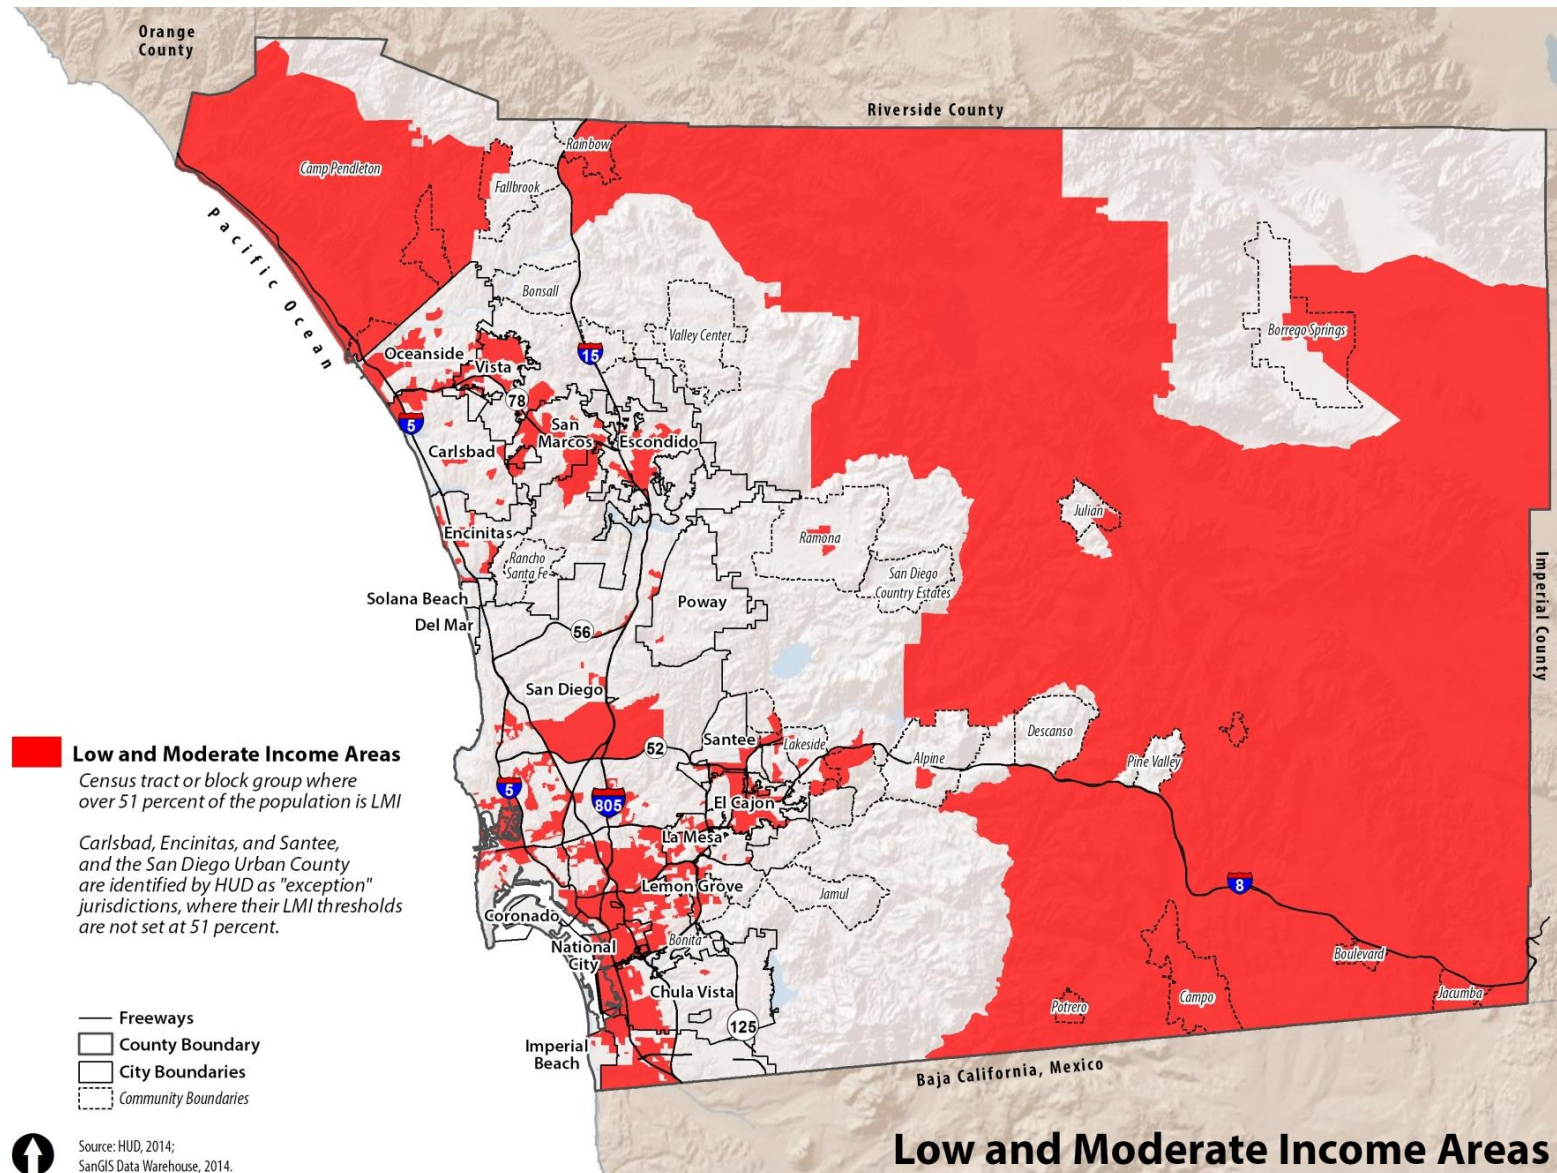 Orange
County
Riverside County
Rainbow
Camp Pendleton
Fallbrook
Pacific Ocean
Bonsall
Valley Center
Borrego Springs
Oceanside
Vista
15
78
5
San
Marcos
Escondido
Carlsbad
Encinitas
Julian
Ramona
Rancho
Santa Fe
San Diego
Country Estates
Imperial County
Solana Beach
Poway
Del Mar
56
San Diego
Santee
52
Lakeside
Alpine
Descanso
Pine Valley
Low and Moderate Income Areas
Census tract or block group where
over 51 percent of the population is LMI
5
805
El Cajon
La Mesa
Carlsbad, Encinitas, and Santee,
and the San Diego Urban County
are identified by HUD as "exception"
jurisdictions, where their LMI thresholds
are not set at 51 percent.
Lemon Grove
Jamul
8
Coronado
National
City
Bonita
Boulevard
Chula Vista
Campo
Jacumba
Potrero
125
Imperial
Beach
Baja California, Mexico
Freeways
County Boundary
City Boundaries
Community Boundaries
Source: HUD, 2014;
SanGIS Data Warehouse, 2014.
Low and Moderate Income Areas